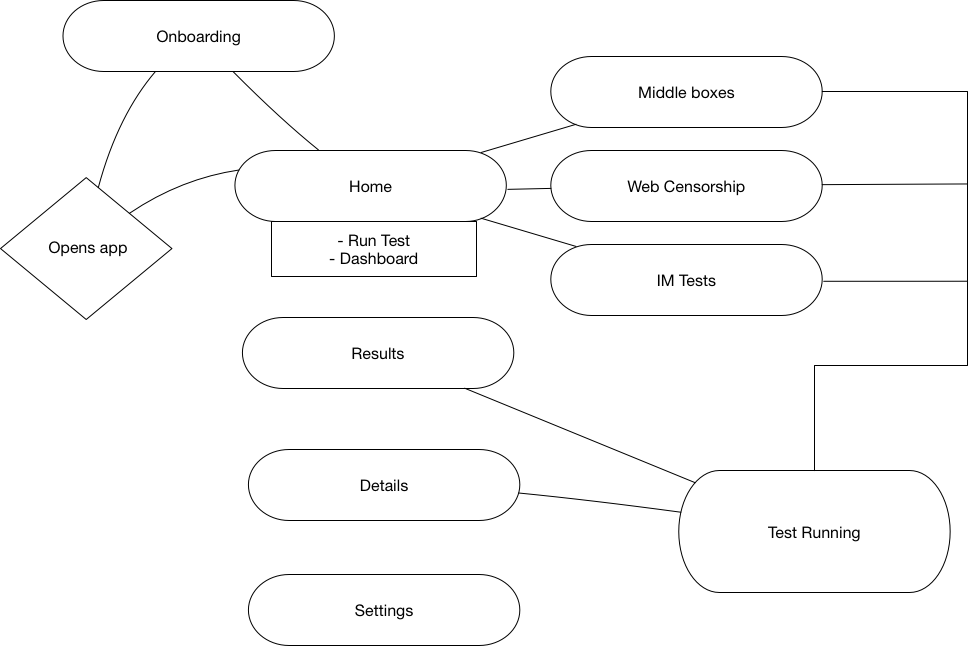 Onboarding
Middle boxes
Home
Web Censorship
Opens app
- Run Test
- Dashboard
IM Tests
Results
Details
Test Running
Settings